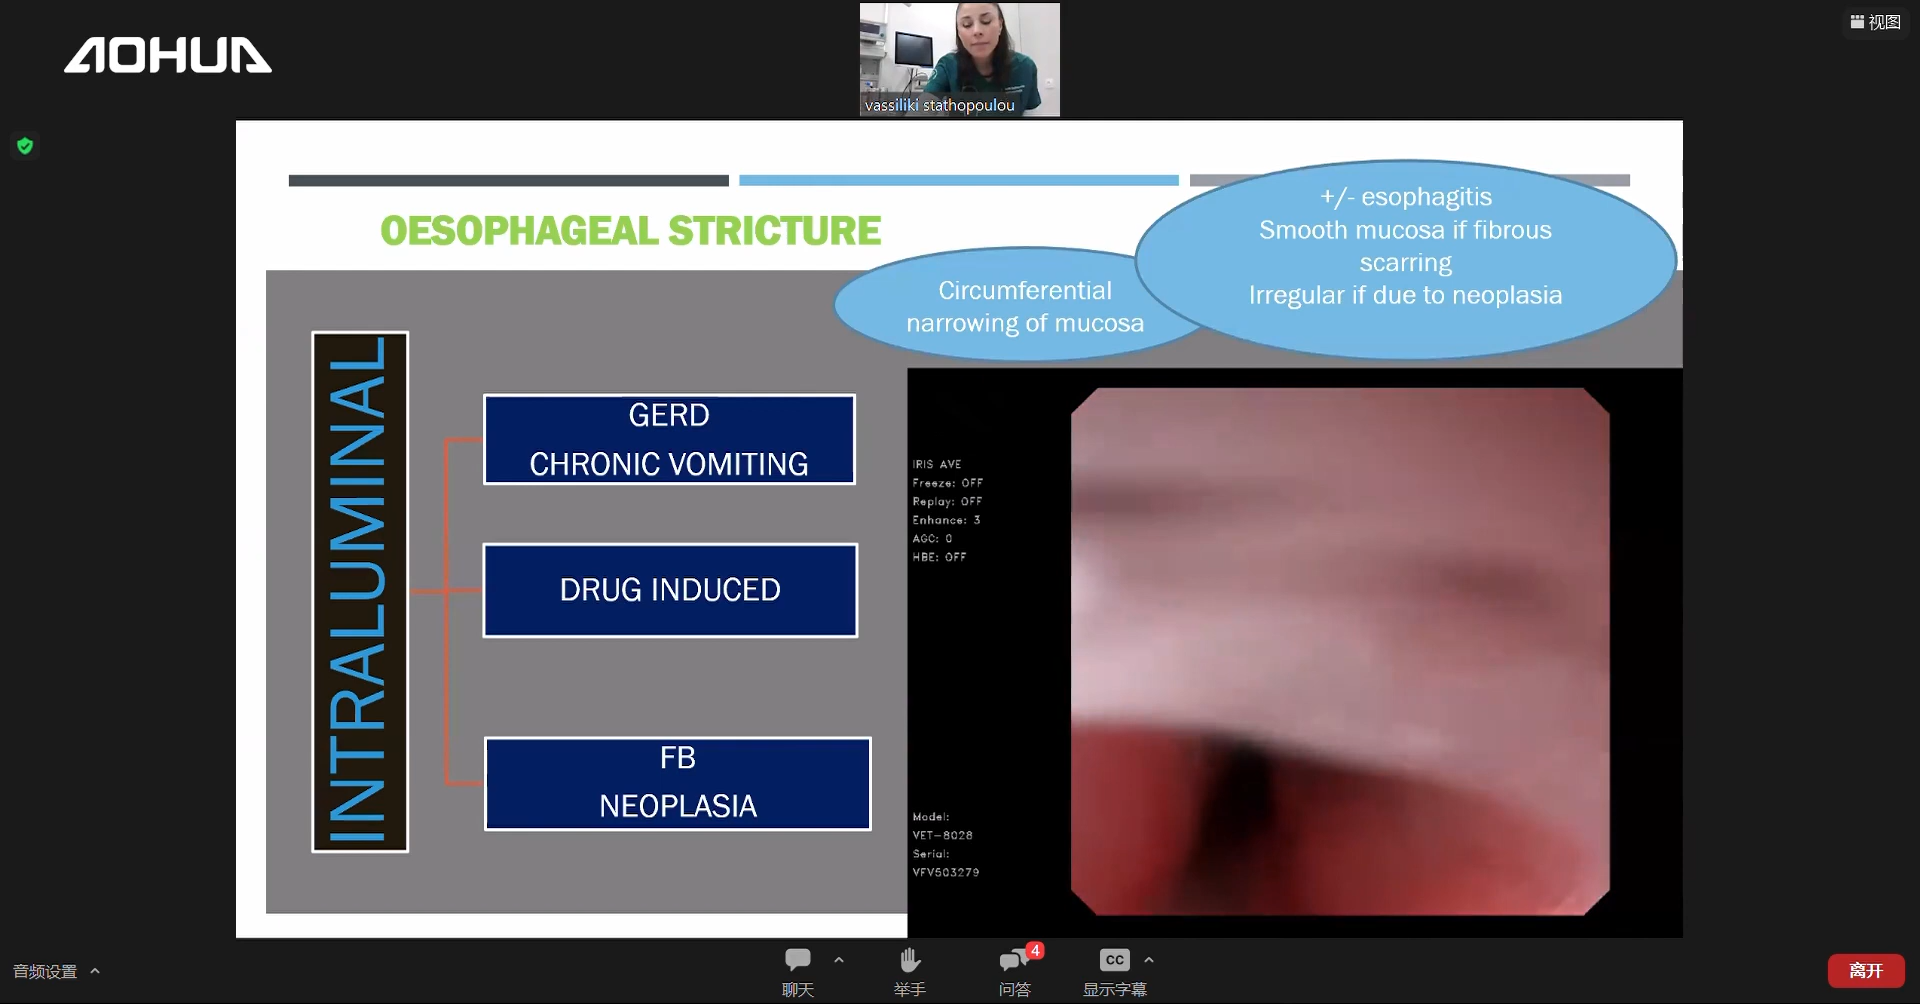 AOHUA
vassiliki stathopoulou
视图
OESOPHAGEAL STRICTURE
+/- esophagitis
Smooth mucosa if fibrous
scarring
Irregular if due to neoplasia
Circumferential
narrowing of mucosa
INTRALUMINAL
GERD
CHRONIC VOMITING
DRUG INDUCED
FB
NEOPLASIA
IRIS AVE
Freeze: OFF
Replay: OFF
Enhance: 3
AGC: 0
HBE: OFF
Model:
VET-8028
Serial:
VFV503279
音频设置
聊天
举手
4
问答
CC
显示字幕
离开